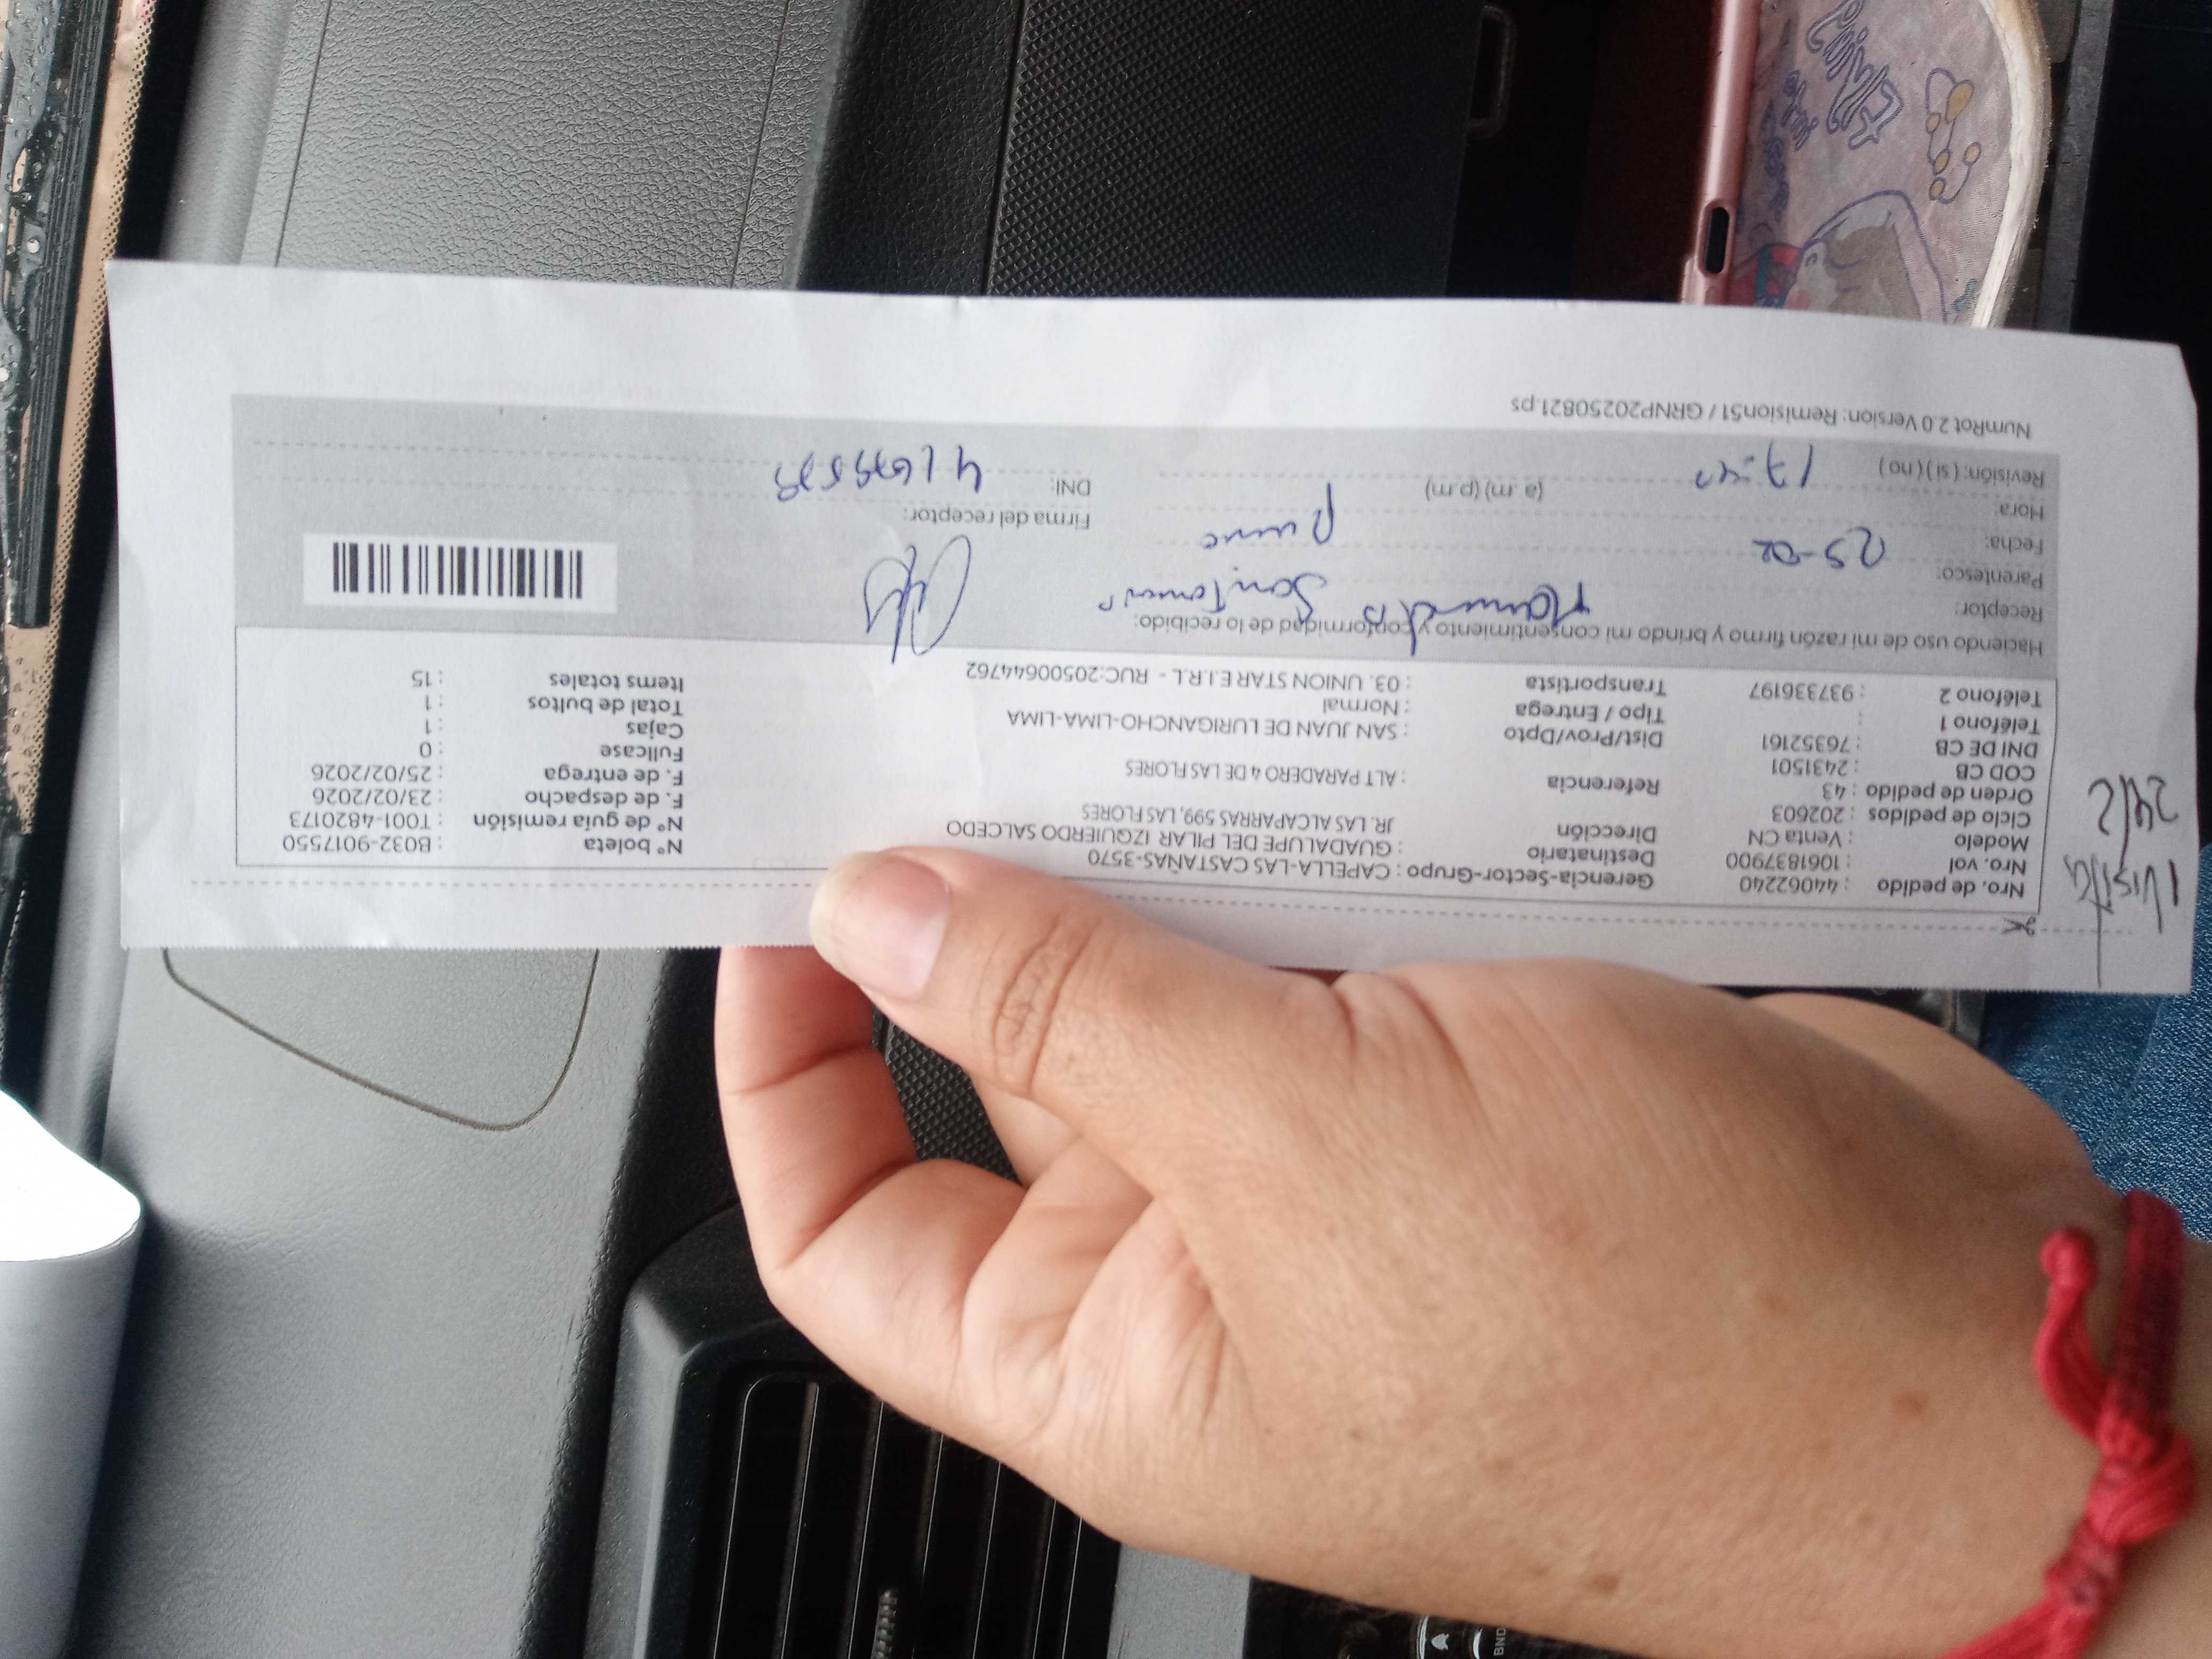 Nro. de pedido : 44062240
Nro. vol : 1061837900
Modelo : Venta CN
Ciclo de pedidos : 202603
Orden de pedido : 43
COD CB : 2431501
DNI DE CB : 76352161
Teléfono 1 :
Teléfono 2 : 937336197
Gerencia-Sector-Grupo : CAPELLA-LAS CASTAÑAS-3570
Destinatario : GUADALUPE DEL PILAR IZQUIERDO SALCEDO
Dirección JR. LAS ALCAPARRAS 599, LAS FLORES
Referencia : ALT PARADERO 4 DE LAS FLORES
Dist/Prov/Dpto : SAN JUAN DE LURIGANCHO-LIMA-LIMA
Tipo / Entrega : Normal
Transportista : 03. UNION STAR E.I.R.L - RUC:20500644762
Nº boleta : B032-9017550
Nº de guía remisión : T001-4820173
F. de despacho : 23/02/2026
F. de entrega : 25/02/2026
Fullcase : 0
Cajas : 1
Total de bultos : 1
Items totales : 15
Haciendo uso de mi razón firmo y brindo mi consentimiento y conformidad de lo recibido:
Receptor:
Parentesco:
Fecha: 25-02
Hora: (a. m) (p.m)
Revisión: ( si ) ( no )
Firma del receptor:
DNI:
NumRot 2.0 Version: Remision51 / GRNP20250821.ps
1 Visita
24/2
BND